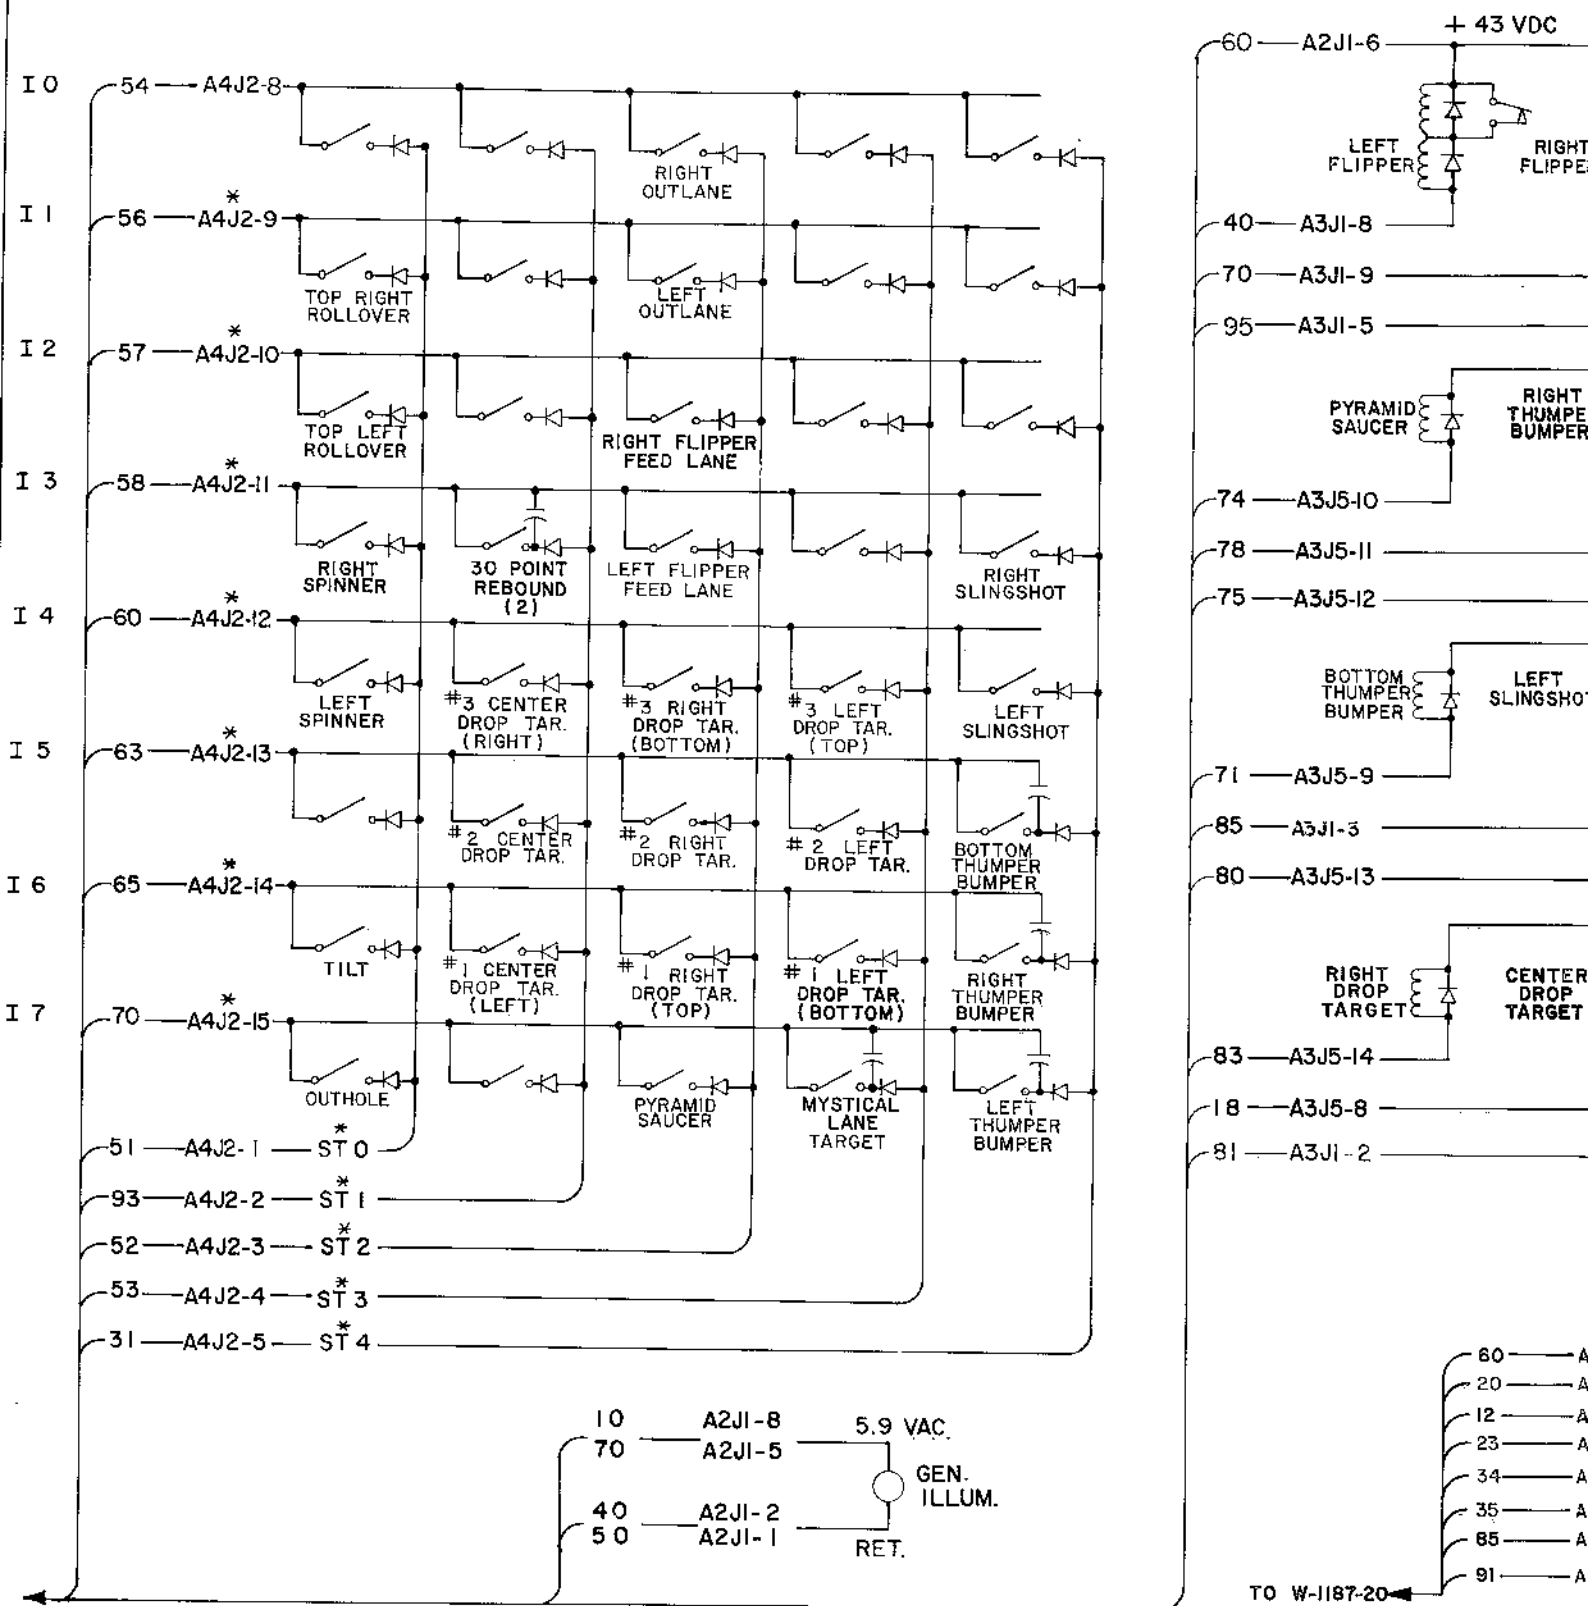 + 43 VDC
60 A2J1-6
I 0 54 A4J2-8
RIGHT
OUTLANE
LEFT
FLIPPER
RIGHT
I 1 56 A4J2-9 *
40 A3J1-8
TOP RIGHT
ROLLOVER
LEFT
OUTLANE
70 A3J1-9
95 A3J1-5
I 2 57 A4J2-10 *
TOP LEFT
ROLLOVER
RIGHT FLIPPER
FEED LANE
PYRAMID
SAUCER
RIGHT
THUMPE
BUMPER
I 3 58 A4J2-11 *
74 A3J5-10
RIGHT
SPINNER
30 POINT
REBOUND
(2)
LEFT FLIPPER
FEED LANE
RIGHT
SLINGSHOT
78 A3J5-11
75 A3J5-12
I 4 60 A4J2-12 *
LEFT
SPINNER
#3 CENTER
DROP TAR.
(RIGHT)
#3 RIGHT
DROP TAR.
(BOTTOM)
#3 LEFT
DROP TAR.
(TOP)
LEFT
SLINGSHOT
BOTTOM
THUMPER
BUMPER
LEFT
SLINGSHOT
I 5 63 A4J2-13 *
71 A3J5-9
#2 CENTER
DROP TAR.
#2 RIGHT
DROP TAR.
#2 LEFT
DROP TAR.
BOTTOM
THUMPER
BUMPER
85 A3J1-3
80 A3J5-13
I 6 65 A4J2-14 *
TILT
#1 CENTER
DROP TAR.
(LEFT)
#1 RIGHT
DROP TAR.
(TOP)
#1 LEFT
DROP TAR.
(BOTTOM)
RIGHT
THUMPER
BUMPER
RIGHT
DROP
TARGET
CENTER
DROP
TARGET
I 7 70 A4J2-15 *
83 A3J5-14
OUTHOLE
PYRAMID
SAUCER
MYSTICAL
LANE
TARGET
LEFT
THUMPER
BUMPER
18 A3J5-8
81 A3J1-2
51 A4J2-1 ST 0 *
93 A4J2-2 ST 1 *
52 A4J2-3 ST 2 *
53 A4J2-4 ST 3 *
31 A4J2-5 ST 4 *
10 A2J1-8 5.9 VAC.
70 A2J1-5
GEN.
ILLUM.
40 A2J1-2
50 A2J1-1
RET.
60 A
20 A
12 A
23 A
34 A
35 A
85 A
91 A
TO W-1187-20